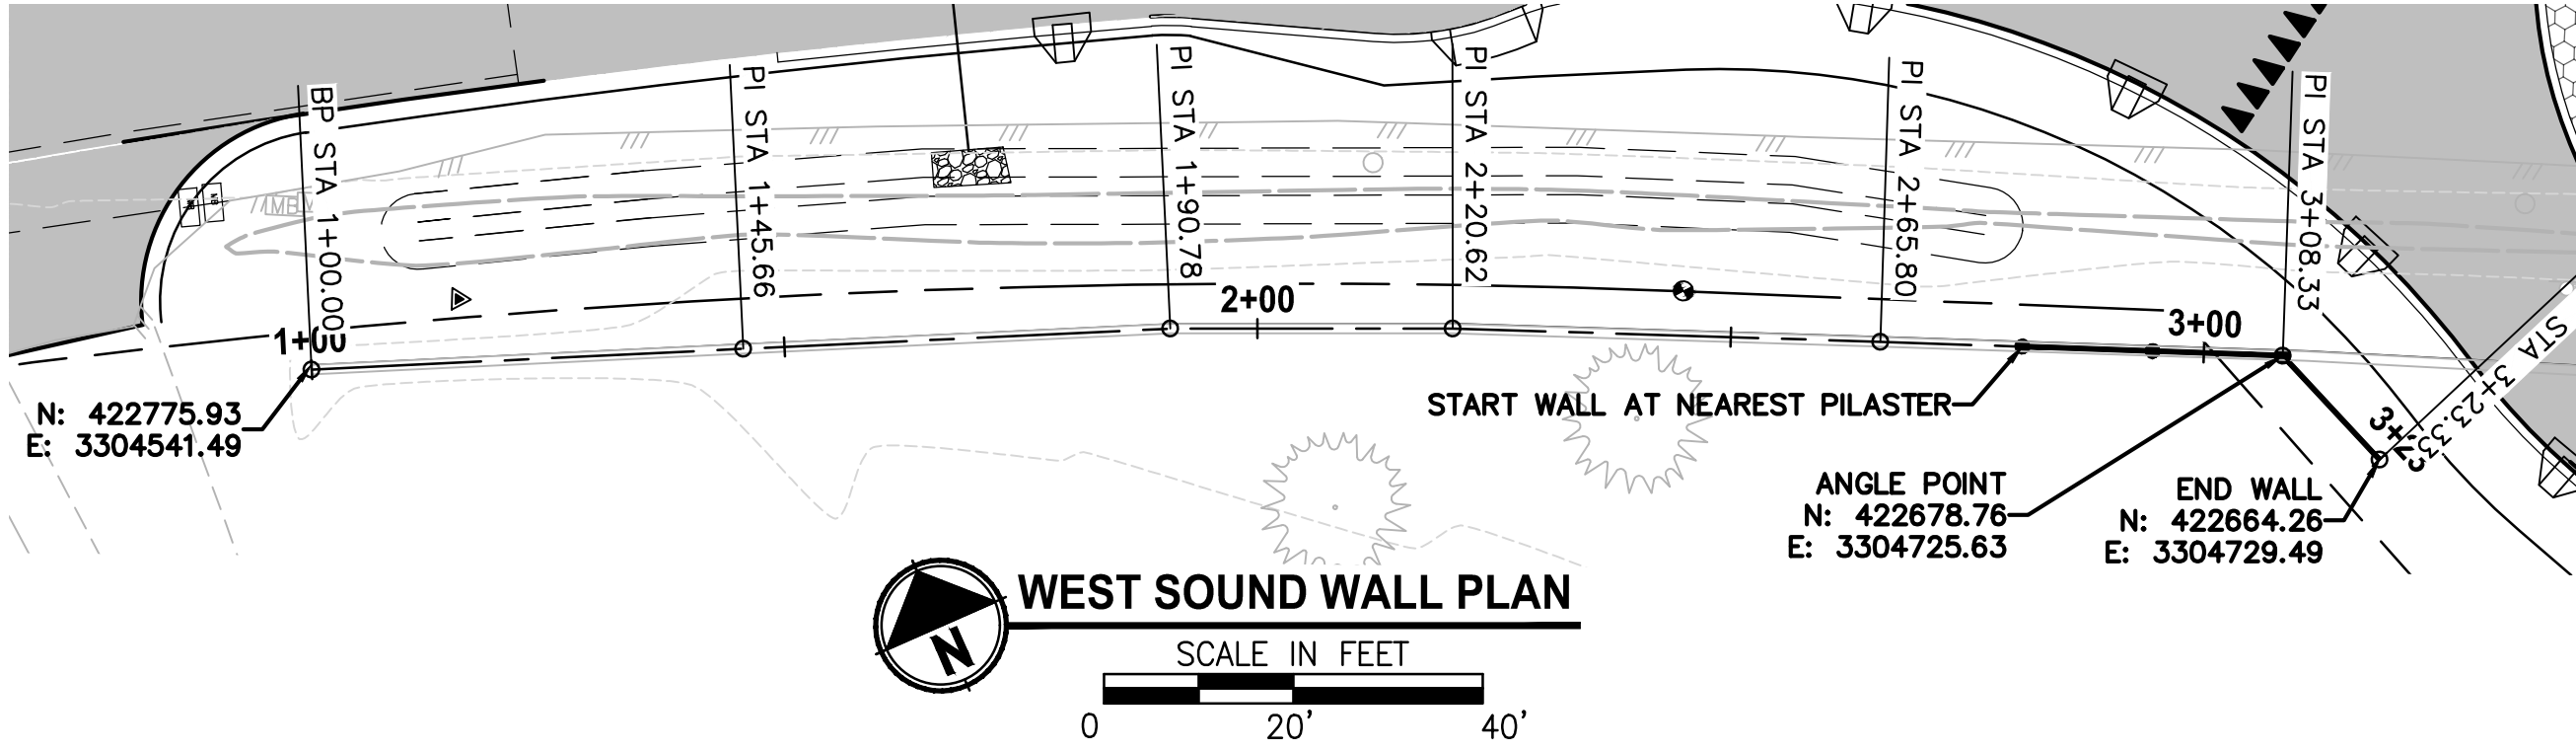 BP STA 1+00.00
PI STA 1+45.66
PI STA 1+90.78
PI STA 2+20.62
PI STA 2+65.80
PI STA 3+08.33
STA 3+23.33
1+00
2+00
3+00
3+25
N: 422775.93
E: 3304541.49
START WALL AT NEAREST PILASTER
ANGLE POINT
N: 422678.76
E: 3304725.63
END WALL
N: 422664.26
E: 3304729.49
N
WEST SOUND WALL PLAN
SCALE IN FEET
0 20' 40'